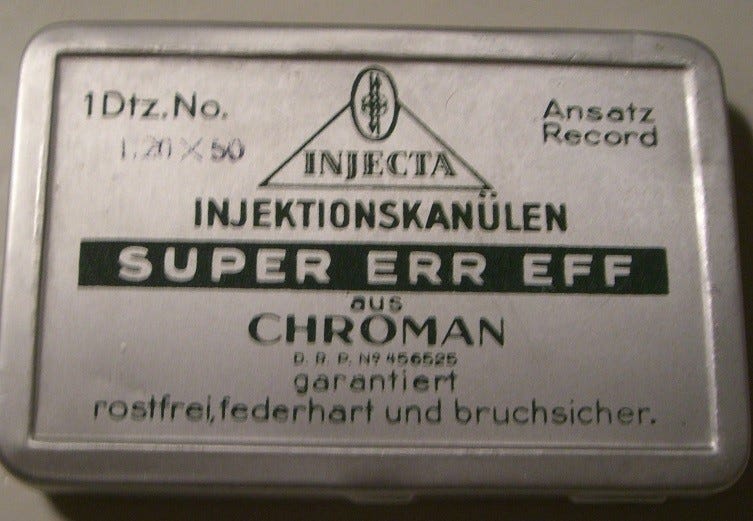 1 Dtz. No.
1,20 X 50
Ansatz
Record
INJECTA
INJEKTIONSKANÜLEN
SUPER ERR EFF
aus
CHROMAN
D. R. P. Nº 456525
garantiert
rostfrei, federhart und bruchsicher.